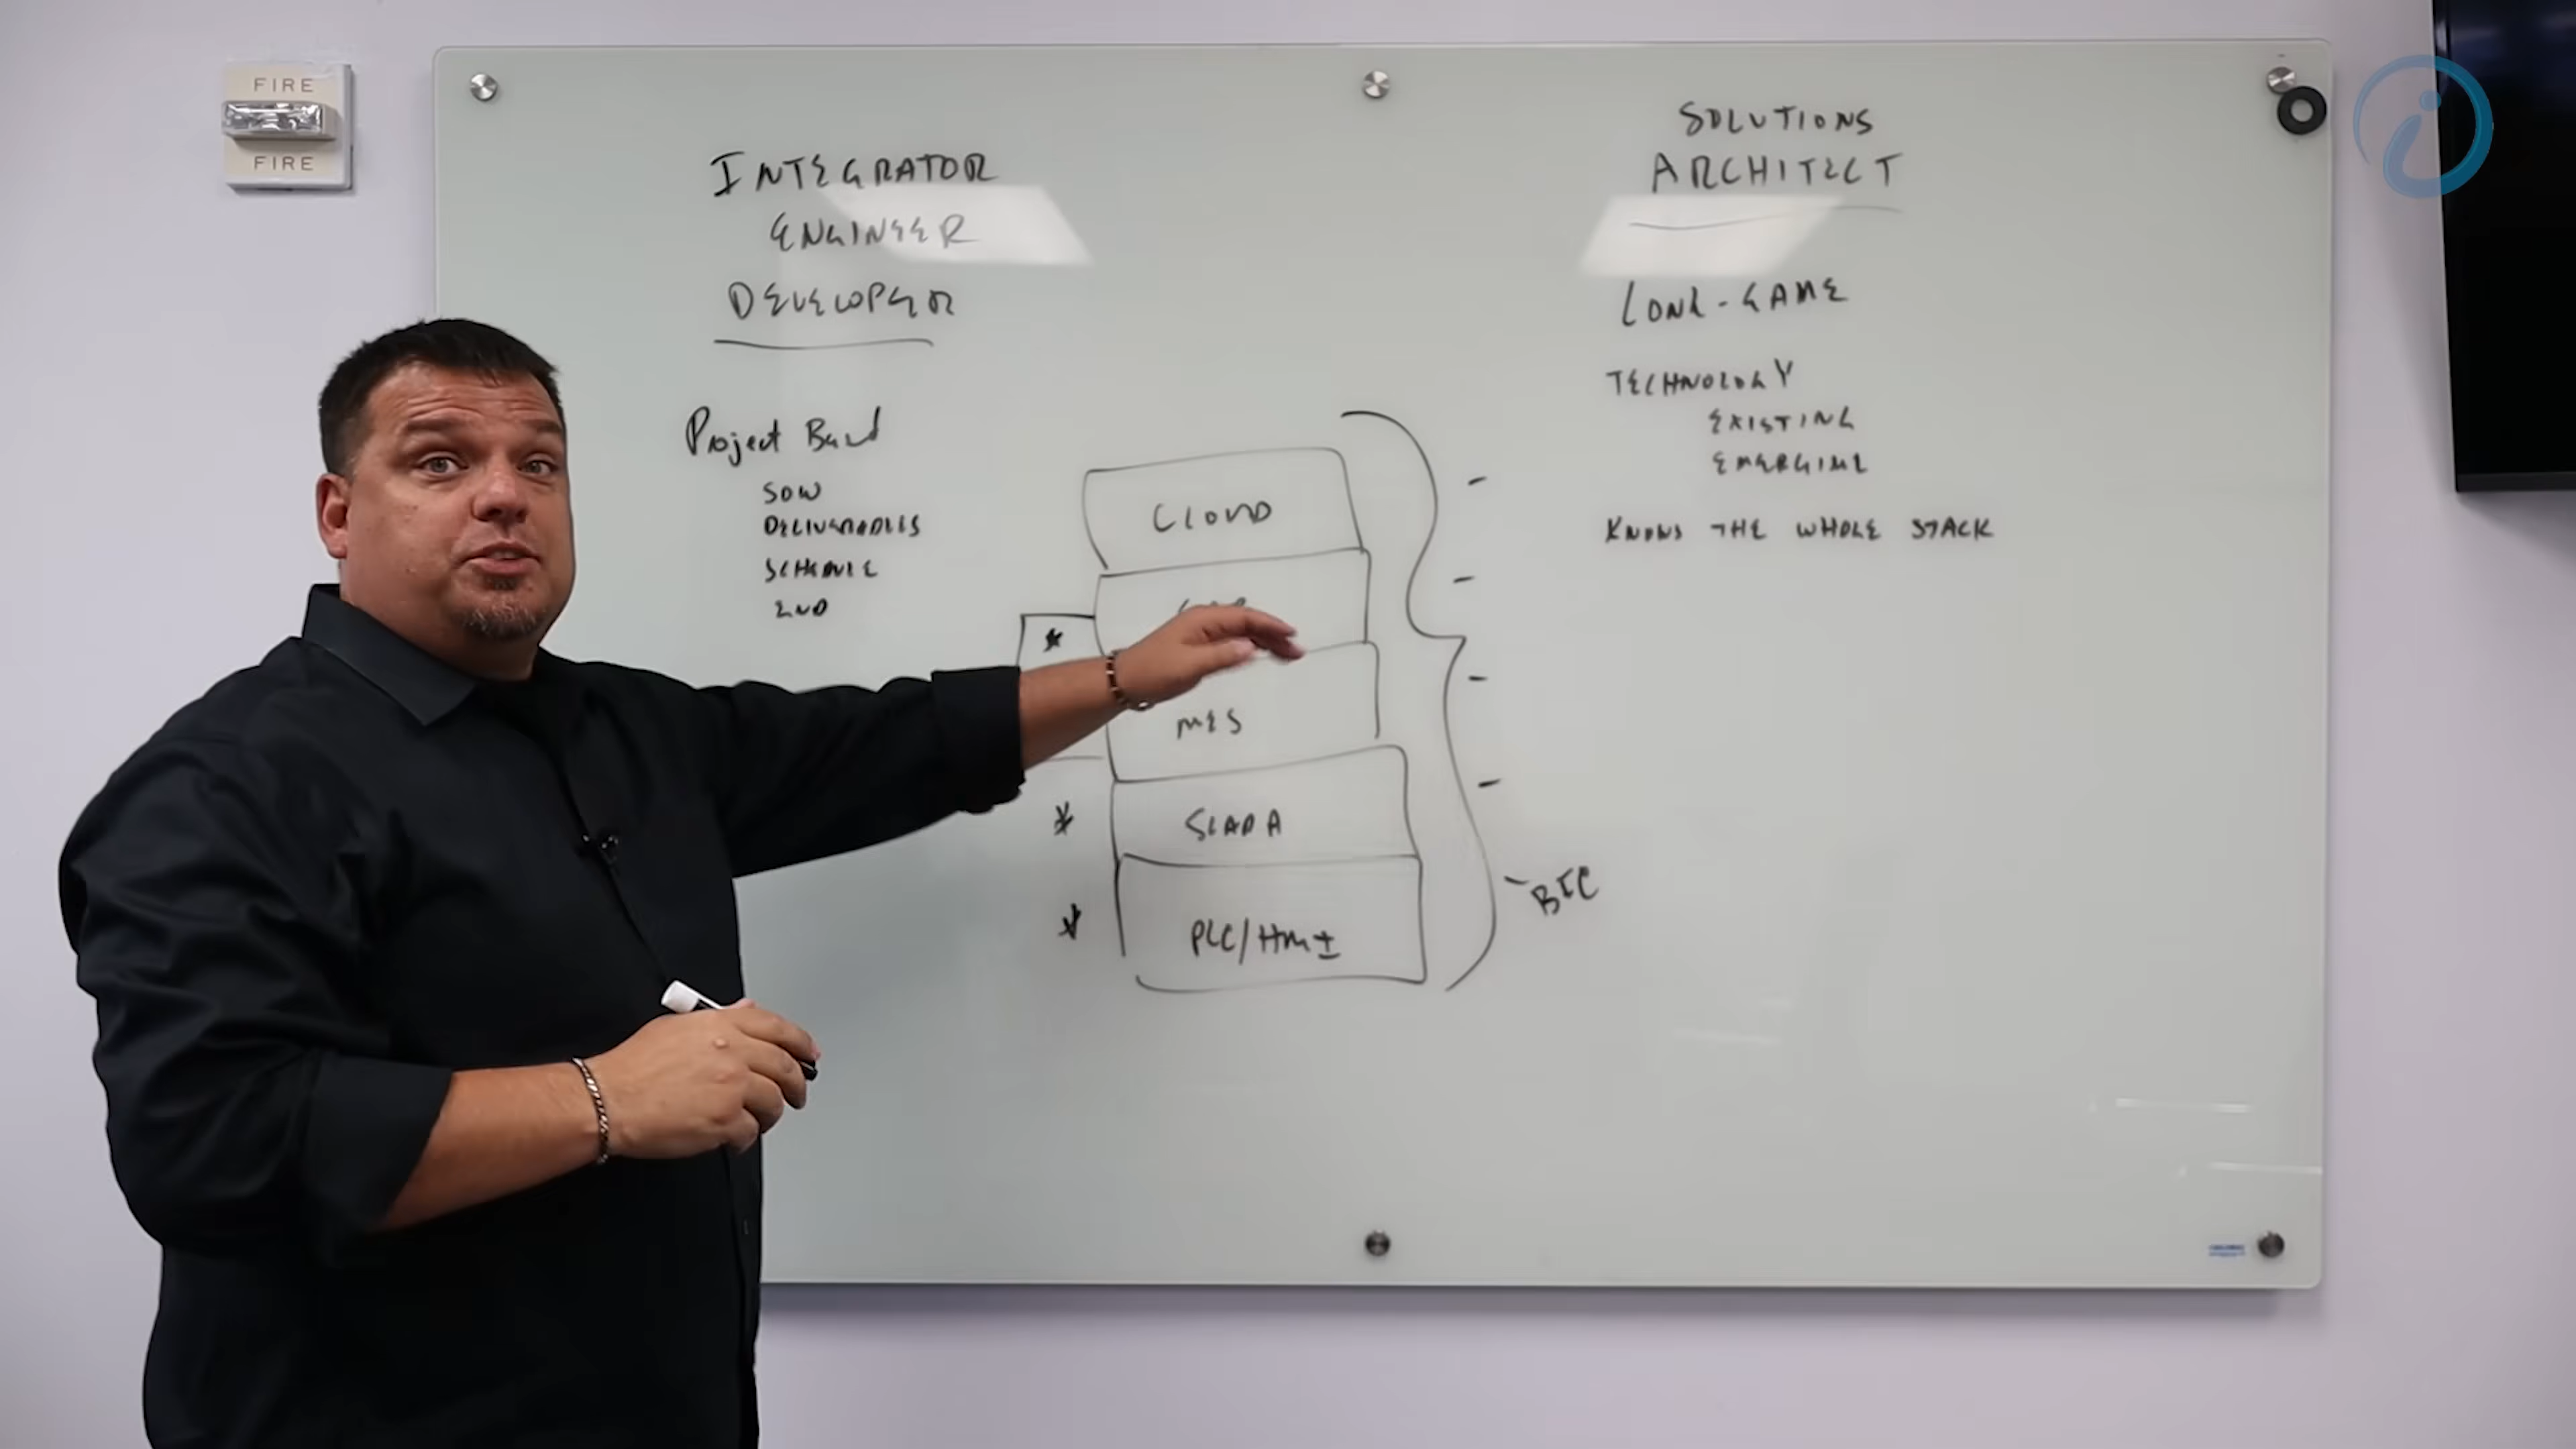 FIRE
FIRE
INTEGRATOR
ENGINEER
DEVELOPER
Project Based
SOW
DELIVERABLES
SCHEDULE
END
CLOUD
MES
SCADA
PLC/HMI
BIC
SOLUTIONS
ARCHITECT
LONG-GAME
TECHNOLOGY
EXISTING
EMERGING
KNOWS THE WHOLE STACK